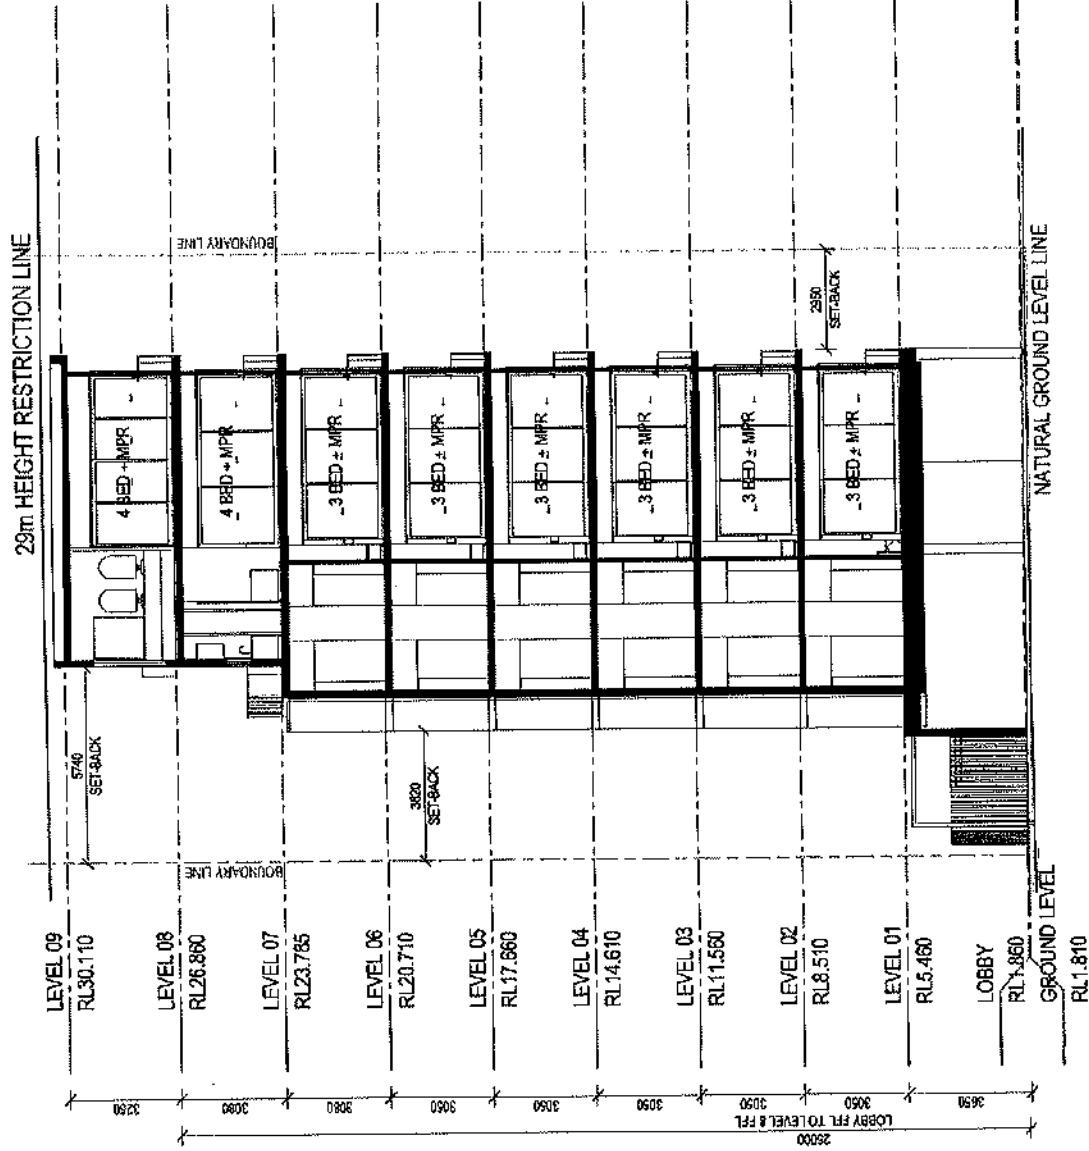 29m HEIGHT RESTRICTION LINE
BOUNDARY LINE
4 BED + MPR
4 BED + MPR
3 BED ± MPR
3 BED ± MPR
3 BED ± MPR
3 BED ± MPR
3 BED ± MPR
3 BED ± MPR
2950
SET-BACK
NATURAL GROUND LEVEL LINE
5740
SET-BACK
3820
SET-BACK
BOUNDARY LINE
LEVEL 09
RL30.110
LEVEL 08
RL26.860
LEVEL 07
RL23.785
LEVEL 06
RL20.710
LEVEL 05
RL17.660
LEVEL 04
RL14.610
LEVEL 03
RL11.560
LEVEL 02
RL8.510
LEVEL 01
RL5.460
LOBBY
RL1.860
GROUND LEVEL
RL1.810
3250
3080
3080
3050
3050
3050
3050
3050
3650
LOBBY FFL TO LEVEL 8 FFL
25000